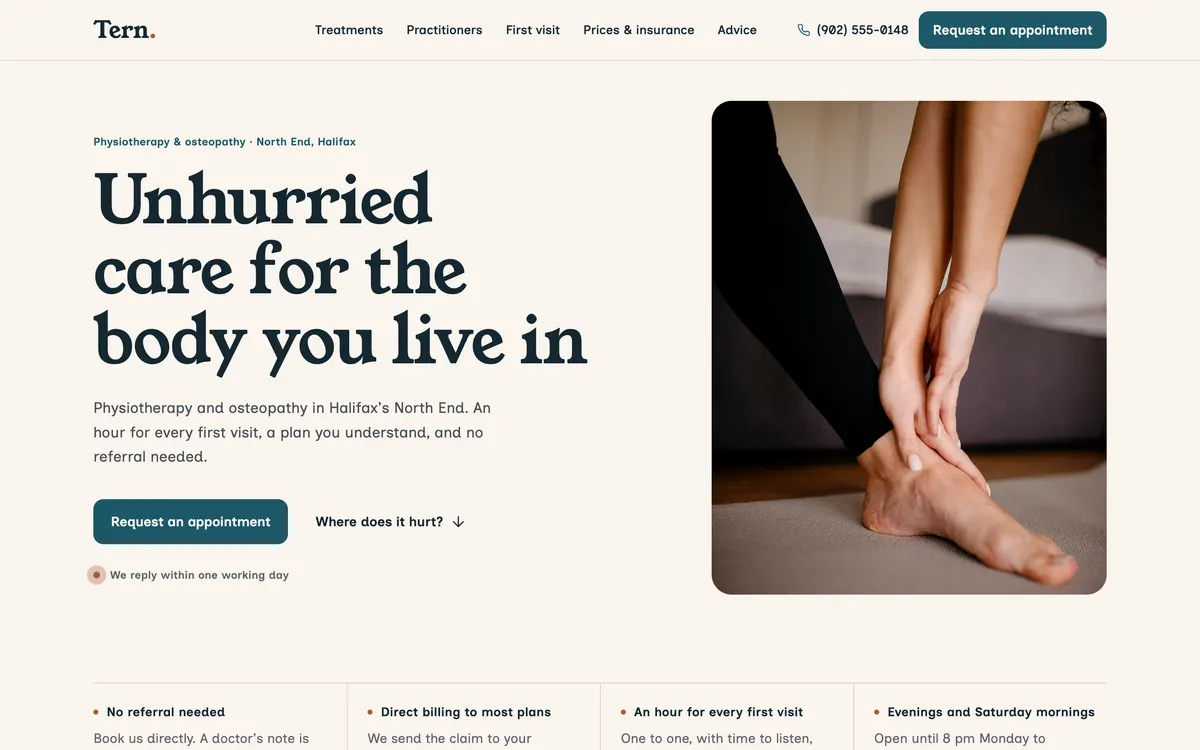 Tern.
Treatments
Practitioners
First visit
Prices & insurance
Advice
(902) 555-0148
Request an appointment
Physiotherapy & osteopathy · North End, Halifax
Unhurried
care for the
body you live in
Physiotherapy and osteopathy in Halifax's North End. An
hour for every first visit, a plan you understand, and no
referral needed.
Request an appointment
Where does it hurt?
We reply within one working day
No referral needed
Book us directly. A doctor's note is
Direct billing to most plans
We send the claim to your
An hour for every first visit
One to one, with time to listen,
Evenings and Saturday mornings
Open until 8 pm Monday to